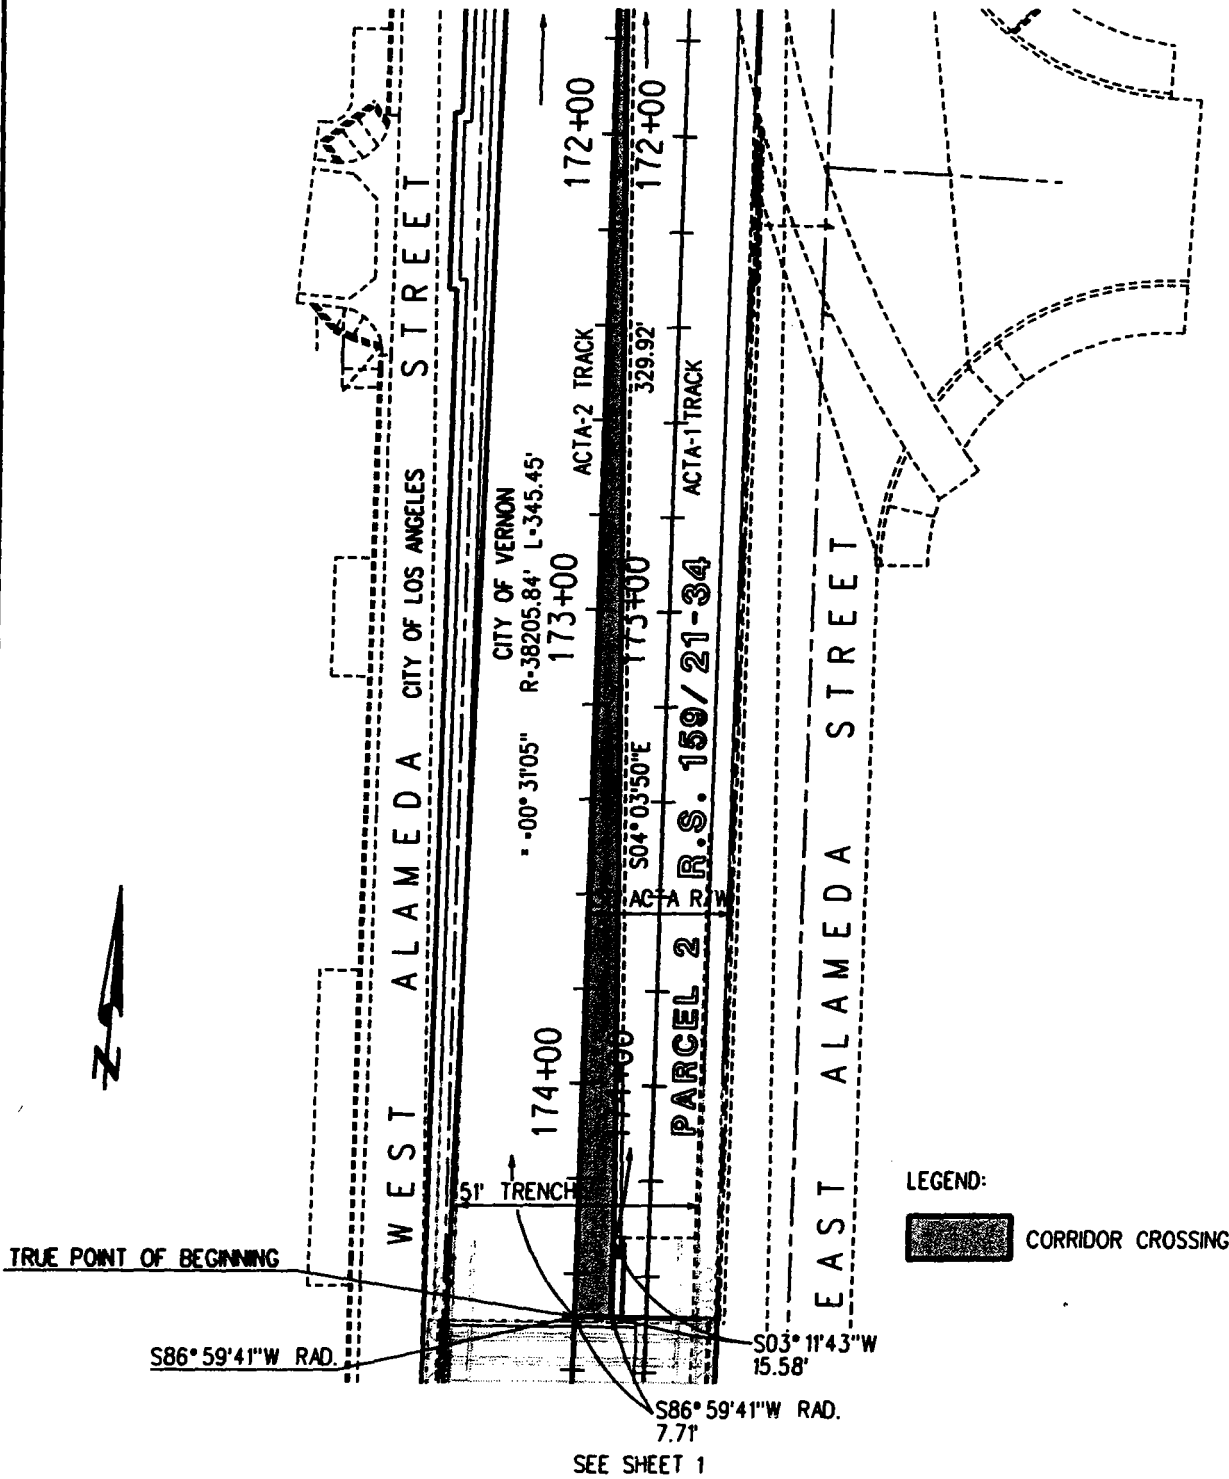 172+00
172+00
WEST ALAMEDA STREET
CITY OF LOS ANGELES
ACTA-2 TRACK
329.92'
ACTA-1 TRACK
CITY OF VERNON
R=38205.84' L=345.45'
=00°31'05"
173+00
173+00
S04°03'50"E
PARCEL 2 R.S. 159/21-34
ACTA R/W
EAST ALAMEDA STREET
N
174+00
+00
51' TRENCH
LEGEND:
CORRIDOR CROSSING
TRUE POINT OF BEGINNING
S86°59'41"W RAD.
S03°11'43"W
15.58'
S86°59'41"W RAD.
7.71'
SEE SHEET 1